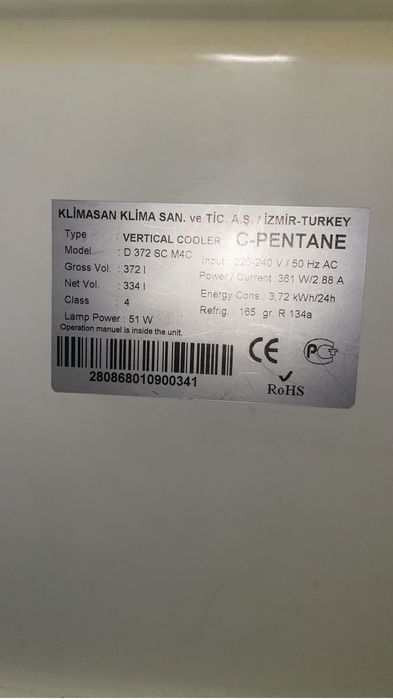 KLİMASAN KLİMA SAN. ve TİC. A.Ş. / İZMİR-TURKEY
Type : VERTICAL COOLER C-PENTANE
Model : D 372 SC M4C Input : 220-240 V / 50 Hz AC
Gross Vol. : 372 l Power / Current :361 W/2.88 A
Net Vol. : 334 l Energy Cons. : 3,72 kWh/24h
Class : 4 Refrig. : 165 gr. R 134a
Lamp Power : 51 W
Operation manuel is inside the unit.
280868010900341
CE
PCT
RoHS